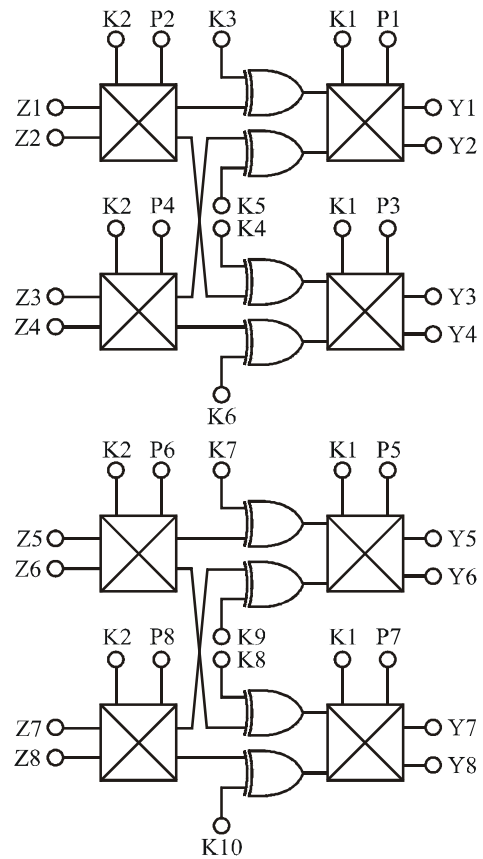 K2 P2 K3 K1 P1
Z1 Y1
Z2 Y2
K5
K2 P4 K4 K1 P3
Z3 Y3
Z4 Y4
K6
K2 P6 K7 K1 P5
Z5 Y5
Z6 Y6
K9
K2 P8 K8 K1 P7
Z7 Y7
Z8 Y8
K10